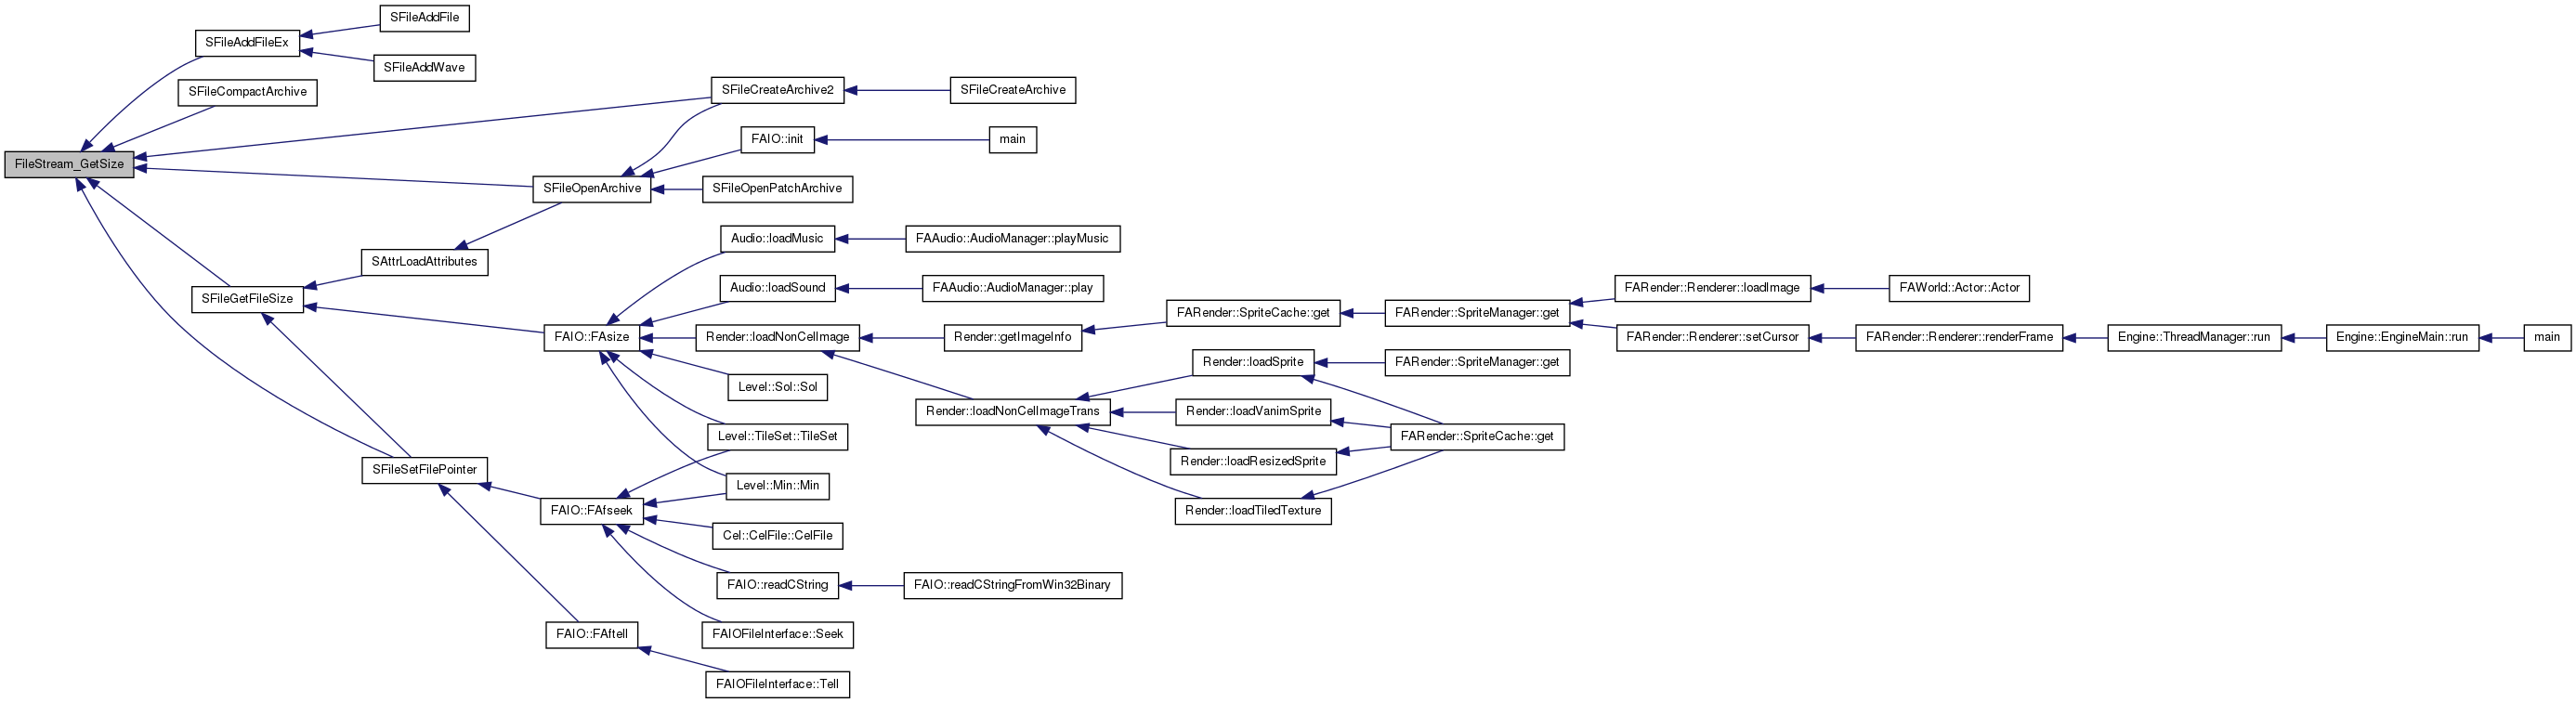 SFileAddFile
SFileAddFileEx
SFileAddWave
SFileCompactArchive
SFileCreateArchive2
SFileCreateArchive
FAIO::init
main
FileStream_GetSize
SFileOpenArchive
SFileOpenPatchArchive
Audio::loadMusic
FAAudio::AudioManager::playMusic
SAttrLoadAttributes
Audio::loadSound
FAAudio::AudioManager::play
FARender::Renderer::loadImage
FAWorld::Actor::Actor
SFileGetFileSize
FARender::SpriteCache::get
FARender::SpriteManager::get
FAIO::FAsize
Render::loadNonCelImage
Render::getImageInfo
FARender::Renderer::setCursor
FARender::Renderer::renderFrame
Engine::ThreadManager::run
Engine::EngineMain::run
main
Render::loadSprite
FARender::SpriteManager::get
Level::Sol::Sol
Render::loadNonCelImageTrans
Render::loadVanimSprite
Level::TileSet::TileSet
FARender::SpriteCache::get
Render::loadResizedSprite
SFileSetFilePointer
Level::Min::Min
FAIO::FAfseek
Render::loadTiledTexture
Cel::CelFile::CelFile
FAIO::readCString
FAIO::readCStringFromWin32Binary
FAIO::FAftell
FAIOFileInterface::Seek
FAIOFileInterface::Tell